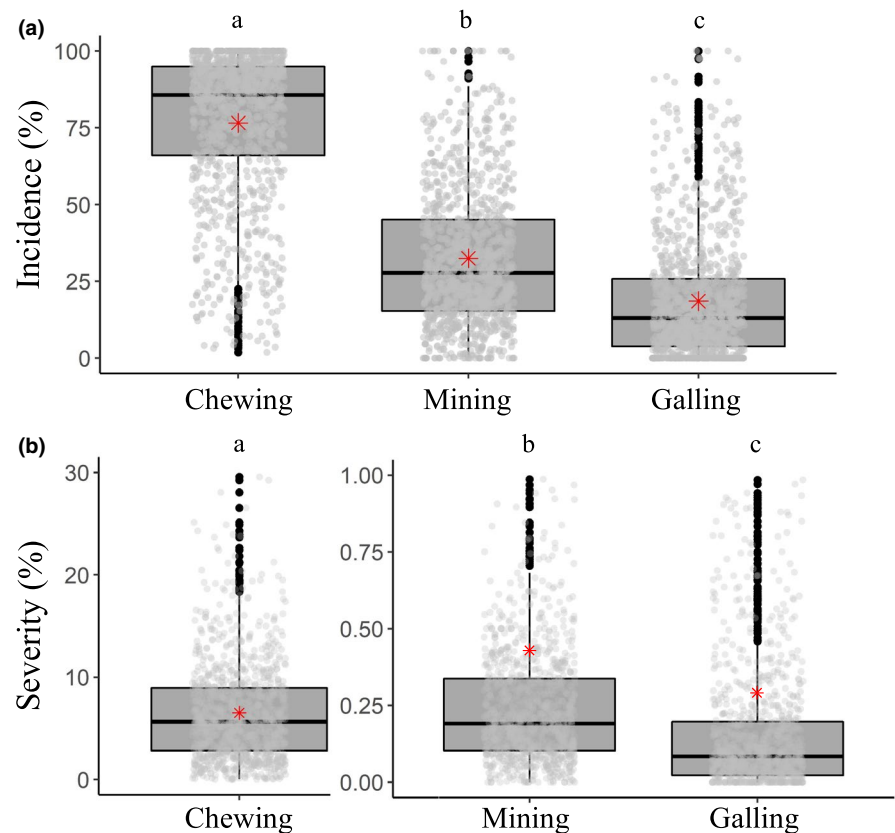 (a)
a b c
Incidence (%)
100
75
50
25
0
Chewing Mining Galling
(b)
a b c
Severity (%)
30
20
10
0
1.00
0.75
0.50
0.25
0.00
Chewing Mining Galling